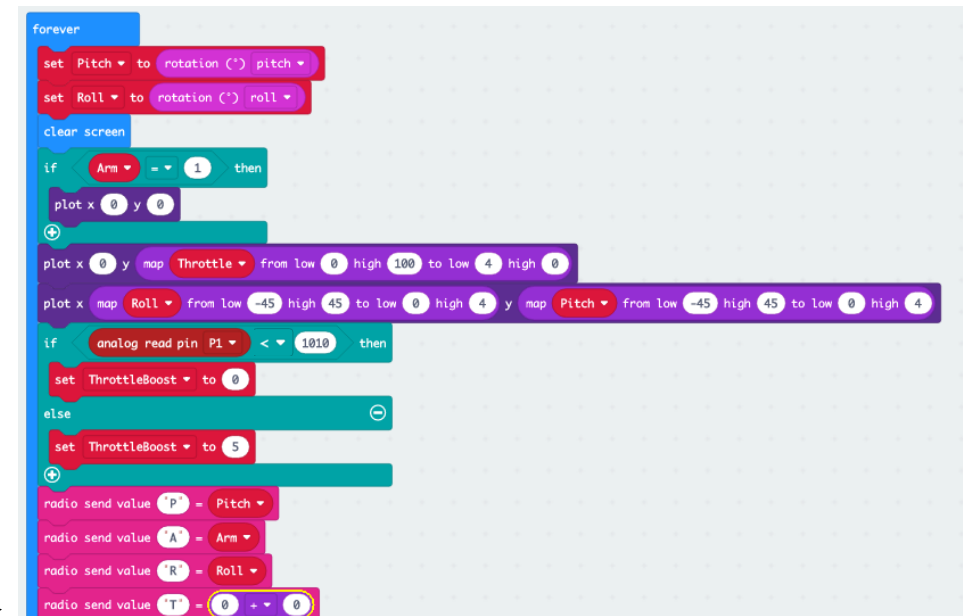 forever
set Pitch to rotation (°) pitch
set Roll to rotation (°) roll
clear screen
if Arm = 1 then
plot x 0 y 0
plot x 0 y map Throttle from low 0 high 100 to low 4 high 0
plot x map Roll from low -45 high 45 to low 0 high 4 y map Pitch from low -45 high 45 to low 0 high 4
if analog read pin P1 < 1010 then
set ThrottleBoost to 0
else
set ThrottleBoost to 5
radio send value "P" = Pitch
radio send value "A" = Arm
radio send value "R" = Roll
radio send value "T" = 0 + 0